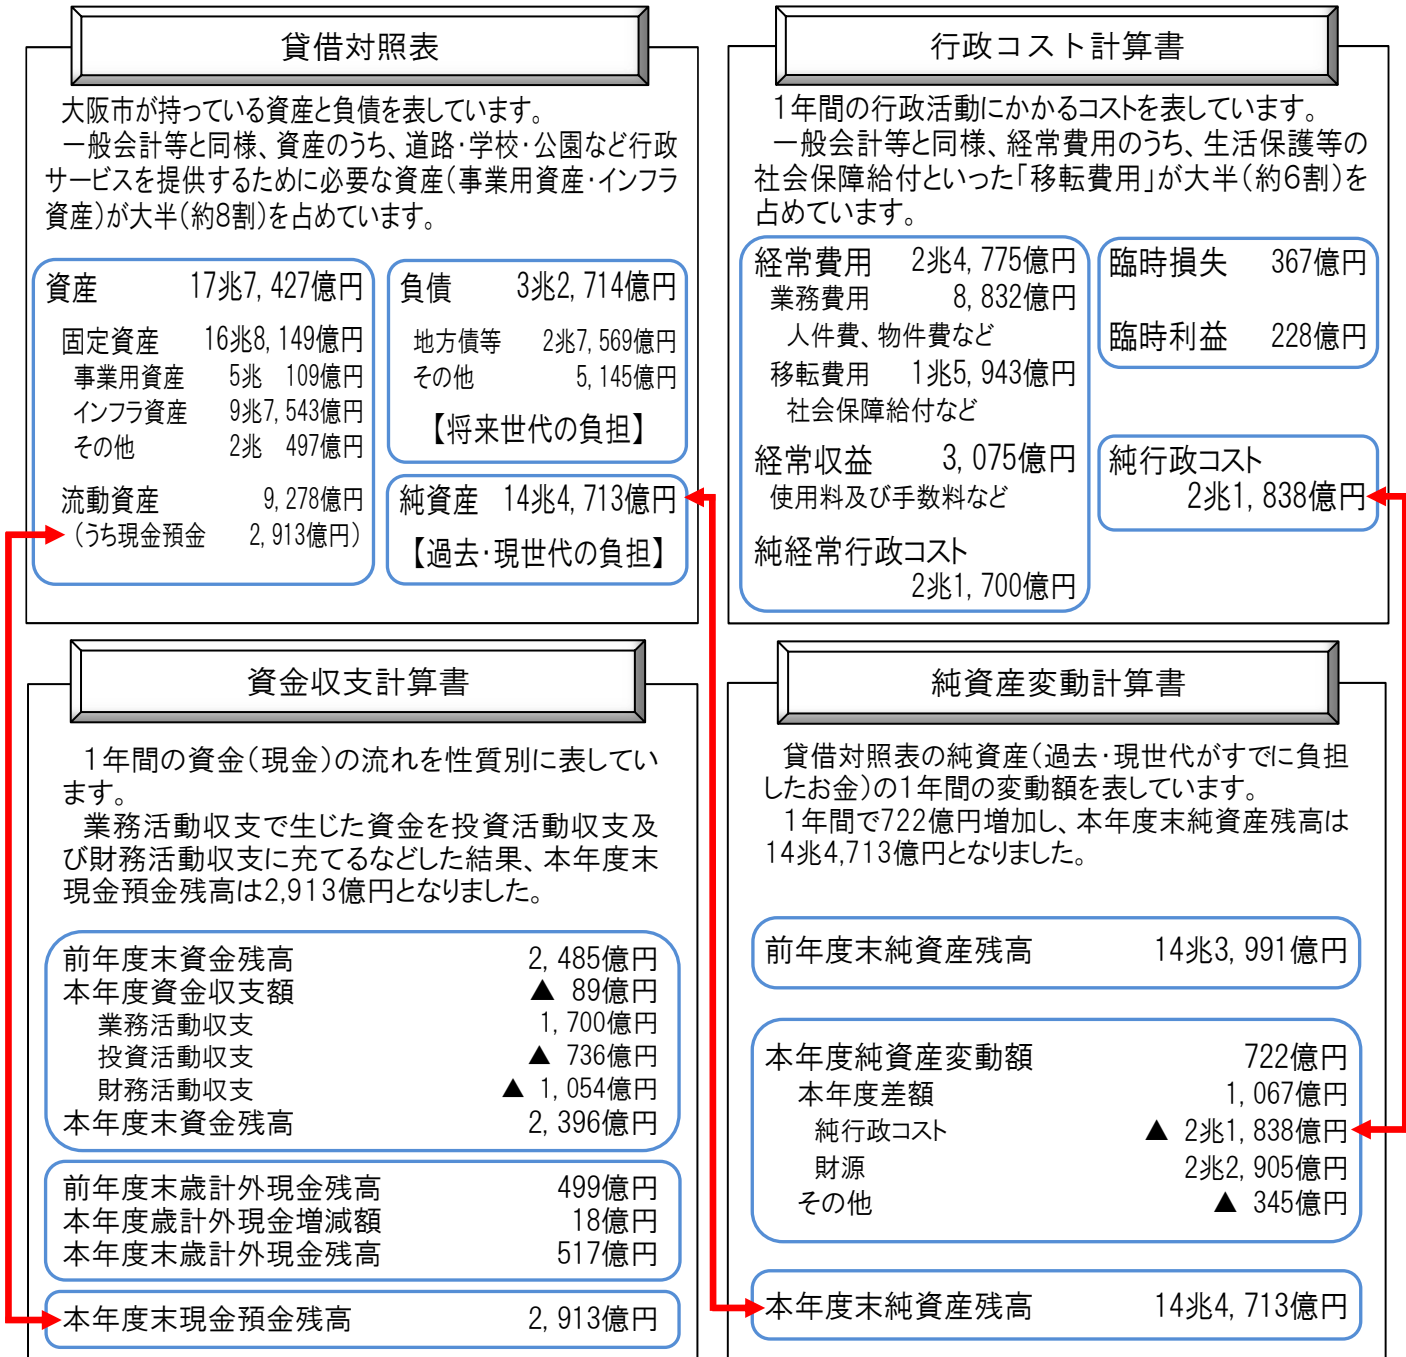 貸借対照表
大阪市が持っている資産と負債を表しています。
一般会計等と同様、資産のうち、道路・学校・公園など行政
サービスを提供するために必要な資産（事業用資産・インフラ
資産）が大半（約8割）を占めています。
資産 17兆7,427億円
固定資産 16兆8,149億円
事業用資産 5兆 109億円
インフラ資産 9兆7,543億円
その他 2兆 497億円
流動資産 9,278億円
（うち現金預金 2,913億円）
負債 3兆2,714億円
地方債等 2兆7,569億円
その他 5,145億円
【将来世代の負担】
純資産 14兆4,713億円
【過去・現世代の負担】
行政コスト計算書
1年間の行政活動にかかるコストを表しています。
一般会計等と同様、経常費用のうち、生活保護等の
社会保障給付といった「移転費用」が大半（約6割）を
占めています。
経常費用 2兆4,775億円
業務費用 8,832億円
人件費、物件費など
移転費用 1兆5,943億円
社会保障給付など
経常収益 3,075億円
使用料及び手数料など
純経常行政コスト
2兆1,700億円
臨時損失 367億円
臨時利益 228億円
純行政コスト
2兆1,838億円
資金収支計算書
1年間の資金（現金）の流れを性質別に表してい
ます。
業務活動収支で生じた資金を投資活動収支及
び財務活動収支に充てるなどした結果、本年度末
現金預金残高は2,913億円となりました。
前年度末資金残高 2,485億円
本年度資金収支額 ▲ 89億円
業務活動収支 1,700億円
投資活動収支 ▲ 736億円
財務活動収支 ▲ 1,054億円
本年度末資金残高 2,396億円
前年度末歳計外現金残高 499億円
本年度歳計外現金増減額 18億円
本年度末歳計外現金残高 517億円
本年度末現金預金残高 2,913億円
純資産変動計算書
貸借対照表の純資産（過去・現世代がすでに負担
したお金）の1年間の変動額を表しています。
1年間で722億円増加し、本年度末純資産残高は
14兆4,713億円となりました。
前年度末純資産残高 14兆3,991億円
本年度純資産変動額 722億円
本年度差額 1,067億円
純行政コスト ▲ 2兆1,838億円
財源 2兆2,905億円
その他 ▲ 345億円
本年度末純資産残高 14兆4,713億円